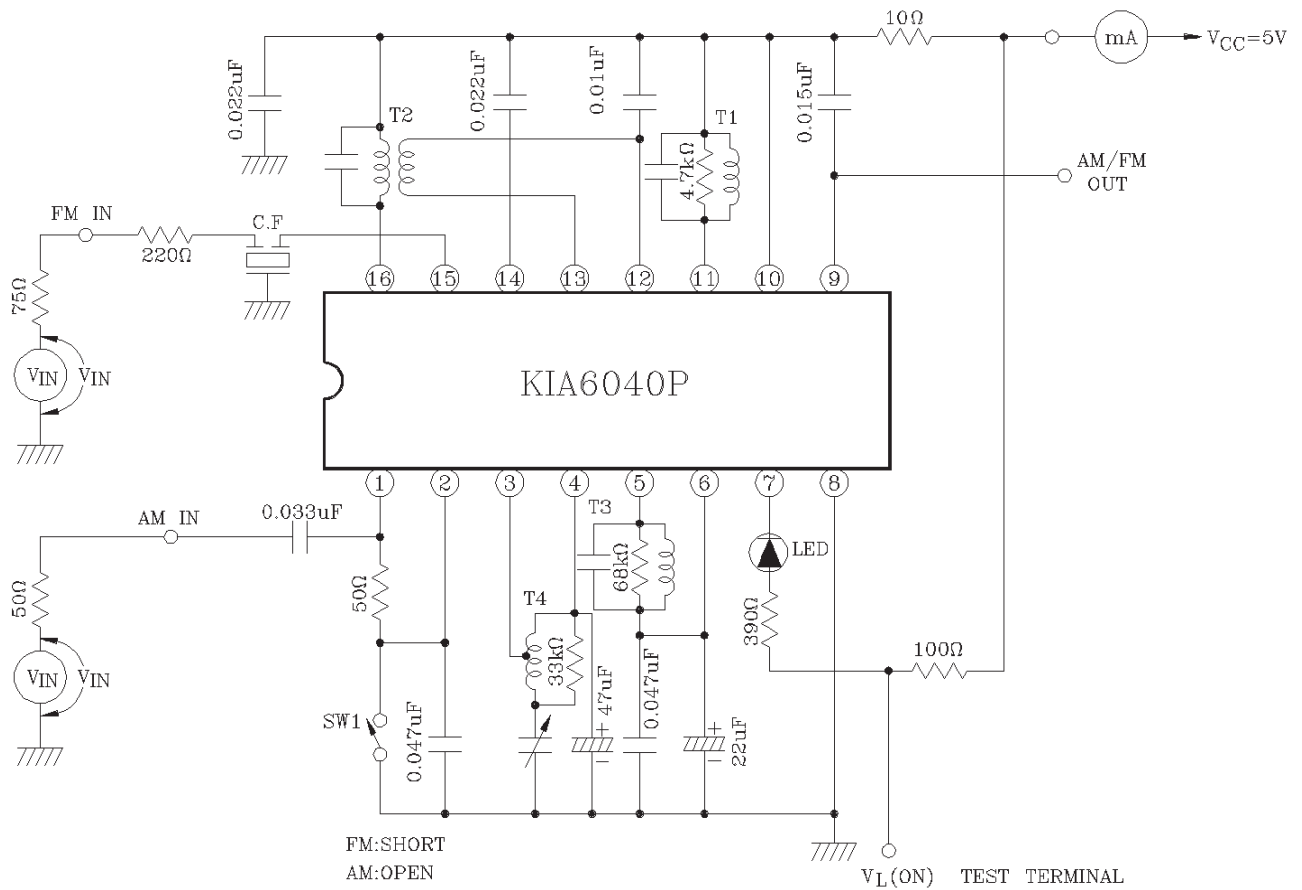 10Ω
mA
VCC=5V
0.022uF
T2
0.022uF
0.01uF
T1
4.7kΩ
0.015uF
AM/FM
OUT
FM IN
220Ω
C.F
75Ω
VIN
VIN
16
15
14
13
12
11
10
9
KIA6040P
1
2
3
4
5
6
7
8
AM IN
0.033uF
50Ω
VIN
VIN
50Ω
T3
68kΩ
LED
390Ω
T4
33kΩ
100Ω
SW1
0.047uF
47uF
+
−
0.047uF
+
−
22uF
FM:SHORT
AM:OPEN
VL(ON) TEST TERMINAL